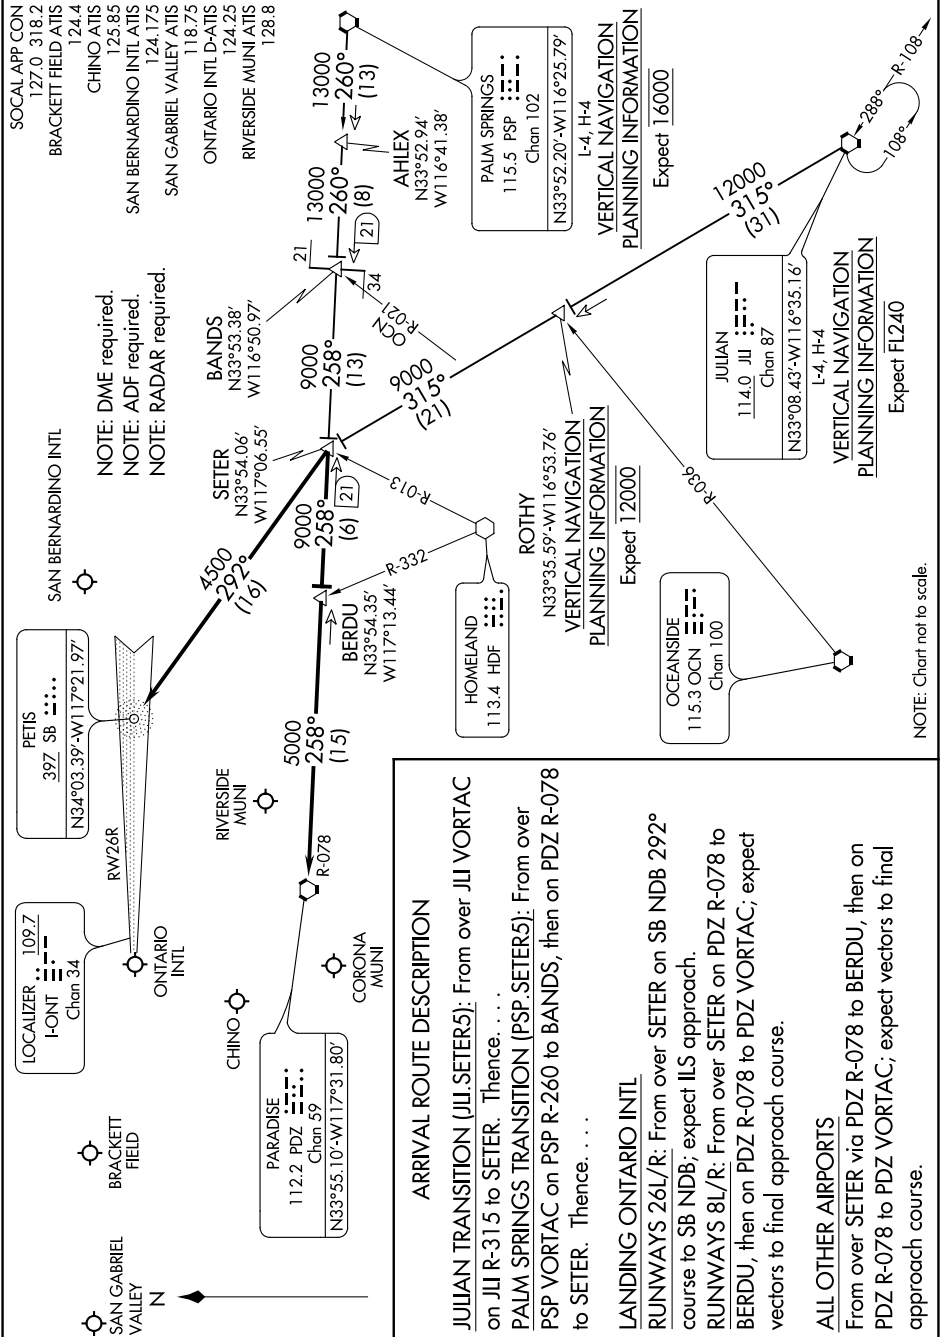 SOCAL APP CON
127.0 318.2
BRACKETT FIELD ATIS
124.4
CHINO ATIS
125.85
SAN BERNARDINO INTL ATIS
124.175
SAN GABRIEL VALLEY ATIS
118.75
ONTARIO INTL D-ATIS
124.25
RIVERSIDE MUNI ATIS
128.8
NOTE: DME required.
NOTE: ADF required.
NOTE: RADAR required.
SAN BERNARDINO INTL
PETIS
397 SB
N34°03.39'-W117°21.97'
RW26R
LOCALIZER 109.7
I-ONT
Chan 34
ONTARIO
INTL
BRACKETT
FIELD
SAN GABRIEL
VALLEY
N
CHINO
RIVERSIDE
MUNI
CORONA
MUNI
PARADISE
112.2 PDZ
Chan 59
N33°55.10'-W117°31.80'
R-078
5000
258°
(15)
BERDU
N33°54.35'
W117°13.44'
9000
258°
(6)
21
4500
292°
(16)
SETER
N33°54.06'
W117°06.55'
9000
258°
(13)
BANDS
N33°53.38'
W116°50.97'
21
34
21
13000
260°
(8)
AHLEX
N33°52.94'
W116°41.38'
13000
260°
(13)
PALM SPRINGS
115.5 PSP
Chan 102
N33°52.20'-W116°25.79'
L-4, H-4
VERTICAL NAVIGATION
PLANNING INFORMATION
Expect 16000
OCN
R-021
9000
315°
(21)
R-013
R-332
HOMELAND
113.4 HDF
ROTHY
N33°35.59'-W116°53.76'
VERTICAL NAVIGATION
PLANNING INFORMATION
Expect 12000
12000
315°
(31)
R-108
288°
108°
JULIAN
114.0 JLI
Chan 87
N33°08.43'-W116°35.16'
L-4, H-4
VERTICAL NAVIGATION
PLANNING INFORMATION
Expect FL240
R-036
OCEANSIDE
115.3 OCN
Chan 100
NOTE: Chart not to scale.
ARRIVAL ROUTE DESCRIPTION
JULIAN TRANSITION (JLI.SETER5): From over JLI VORTAC
on JLI R-315 to SETER. Thence. . . .
PALM SPRINGS TRANSITION (PSP.SETER5): From over
PSP VORTAC on PSP R-260 to BANDS, then on PDZ R-078
to SETER. Thence. . . .
LANDING ONTARIO INTL
RUNWAYS 26L/R: From over SETER on SB NDB 292°
course to SB NDB; expect ILS approach.
RUNWAYS 8L/R: From over SETER on PDZ R-078 to
BERDU, then on PDZ R-078 to PDZ VORTAC; expect
vectors to final approach course.
ALL OTHER AIRPORTS
From over SETER via PDZ R-078 to BERDU, then on
PDZ R-078 to PDZ VORTAC; expect vectors to final
approach course.